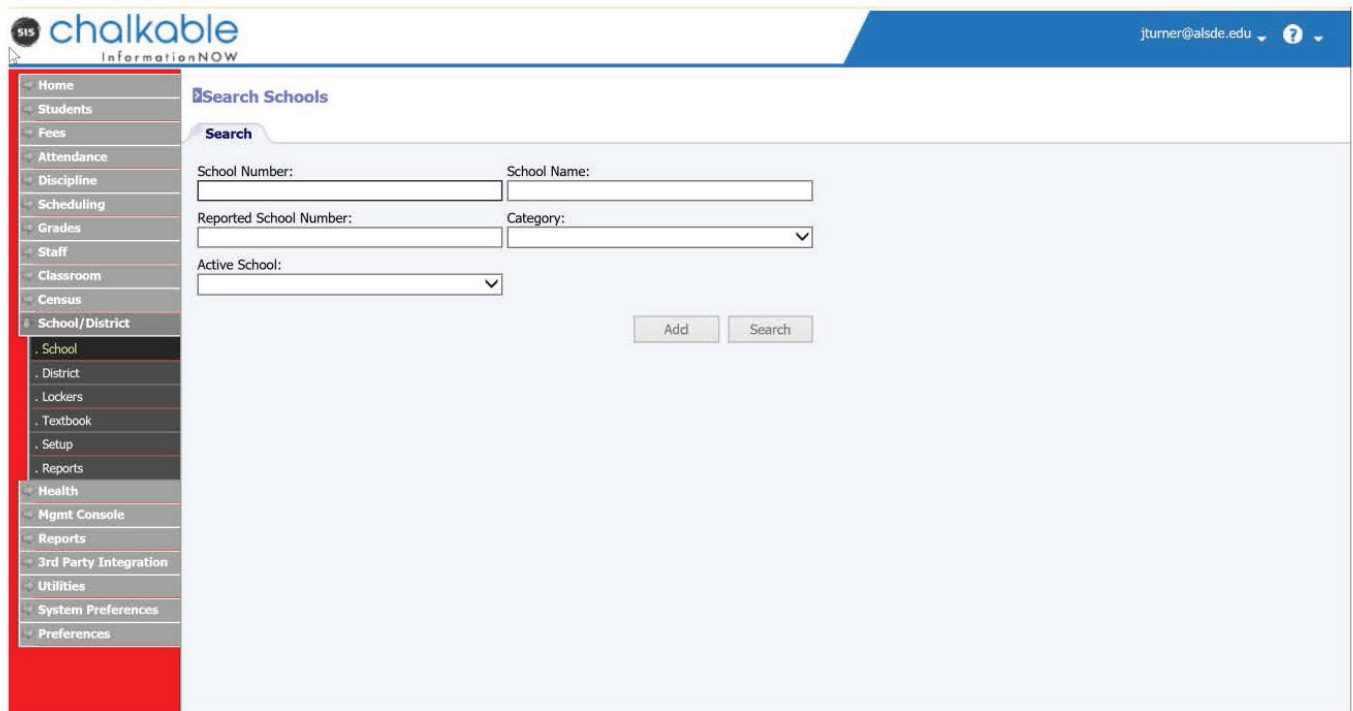 SIS chalkable
InformationNOW
jturner@alsde.edu ?
Home
Students
Fees
Attendance
Discipline
Scheduling
Grades
Staff
Classroom
Census
School/District
. School
. District
. Lockers
. Textbook
. Setup
. Reports
Health
Mgmt Console
Reports
3rd Party Integration
Utilities
System Preferences
Preferences
Search Schools
Search
School Number: School Name:
Reported School Number: Category:
Active School:
Add Search